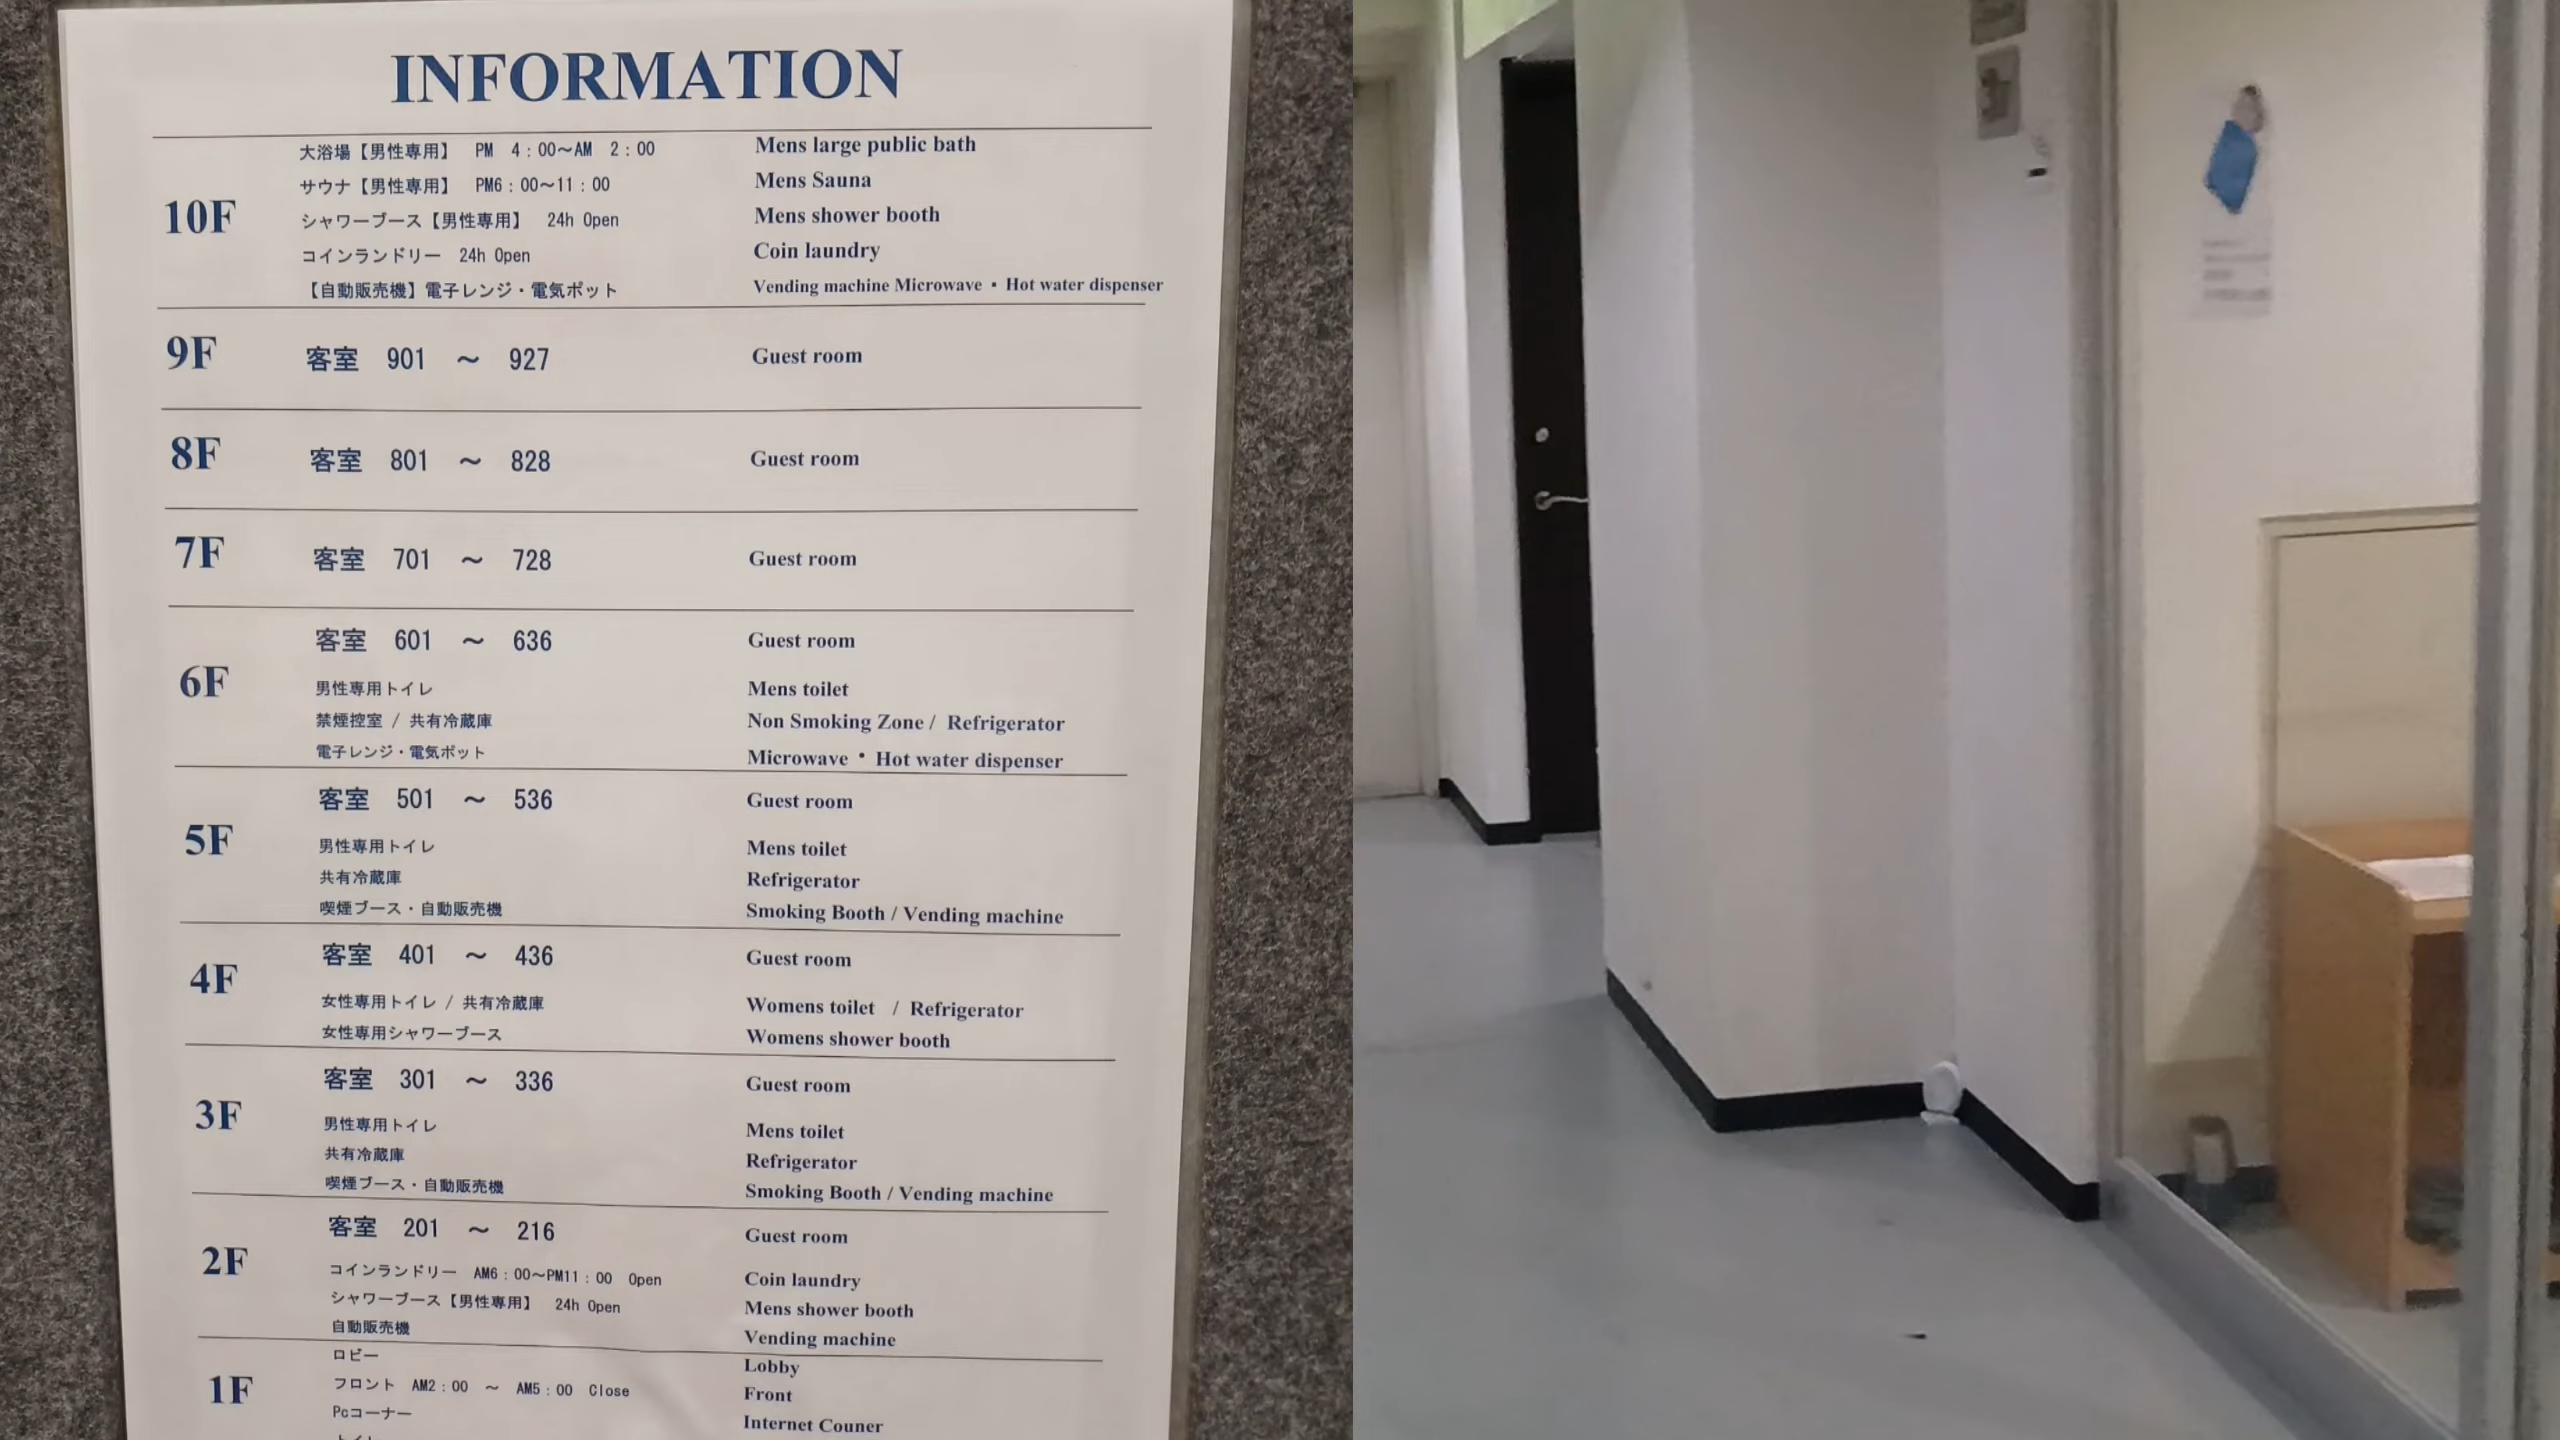 INFORMATION
10F
大浴場【男性専用】 PM 4:00～AM 2:00 Mens large public bath
サウナ【男性専用】 PM6:00～11:00 Mens Sauna
シャワーブース【男性専用】 24h Open Mens shower booth
コインランドリー 24h Open Coin laundry
【自動販売機】電子レンジ・電気ポット Vending machine Microwave・Hot water dispenser
9F 客室 901 ～ 927 Guest room
8F 客室 801 ～ 828 Guest room
7F 客室 701 ～ 728 Guest room
6F
客室 601 ～ 636 Guest room
男性専用トイレ Mens toilet
禁煙控室 / 共有冷蔵庫 Non Smoking Zone / Refrigerator
電子レンジ・電気ポット Microwave・Hot water dispenser
5F
客室 501 ～ 536 Guest room
男性専用トイレ Mens toilet
共有冷蔵庫 Refrigerator
喫煙ブース・自動販売機 Smoking Booth / Vending machine
4F
客室 401 ～ 436 Guest room
女性専用トイレ / 共有冷蔵庫 Womens toilet / Refrigerator
女性専用シャワーブース Womens shower booth
3F
客室 301 ～ 336 Guest room
男性専用トイレ Mens toilet
共有冷蔵庫 Refrigerator
喫煙ブース・自動販売機 Smoking Booth / Vending machine
2F
客室 201 ～ 216 Guest room
コインランドリー AM6:00～PM11:00 Open Coin laundry
シャワーブース【男性専用】 24h Open Mens shower booth
自動販売機 Vending machine
1F
ロビー Lobby
フロント AM2:00 ～ AM5:00 Close Front
Pcコーナー Internet Couner